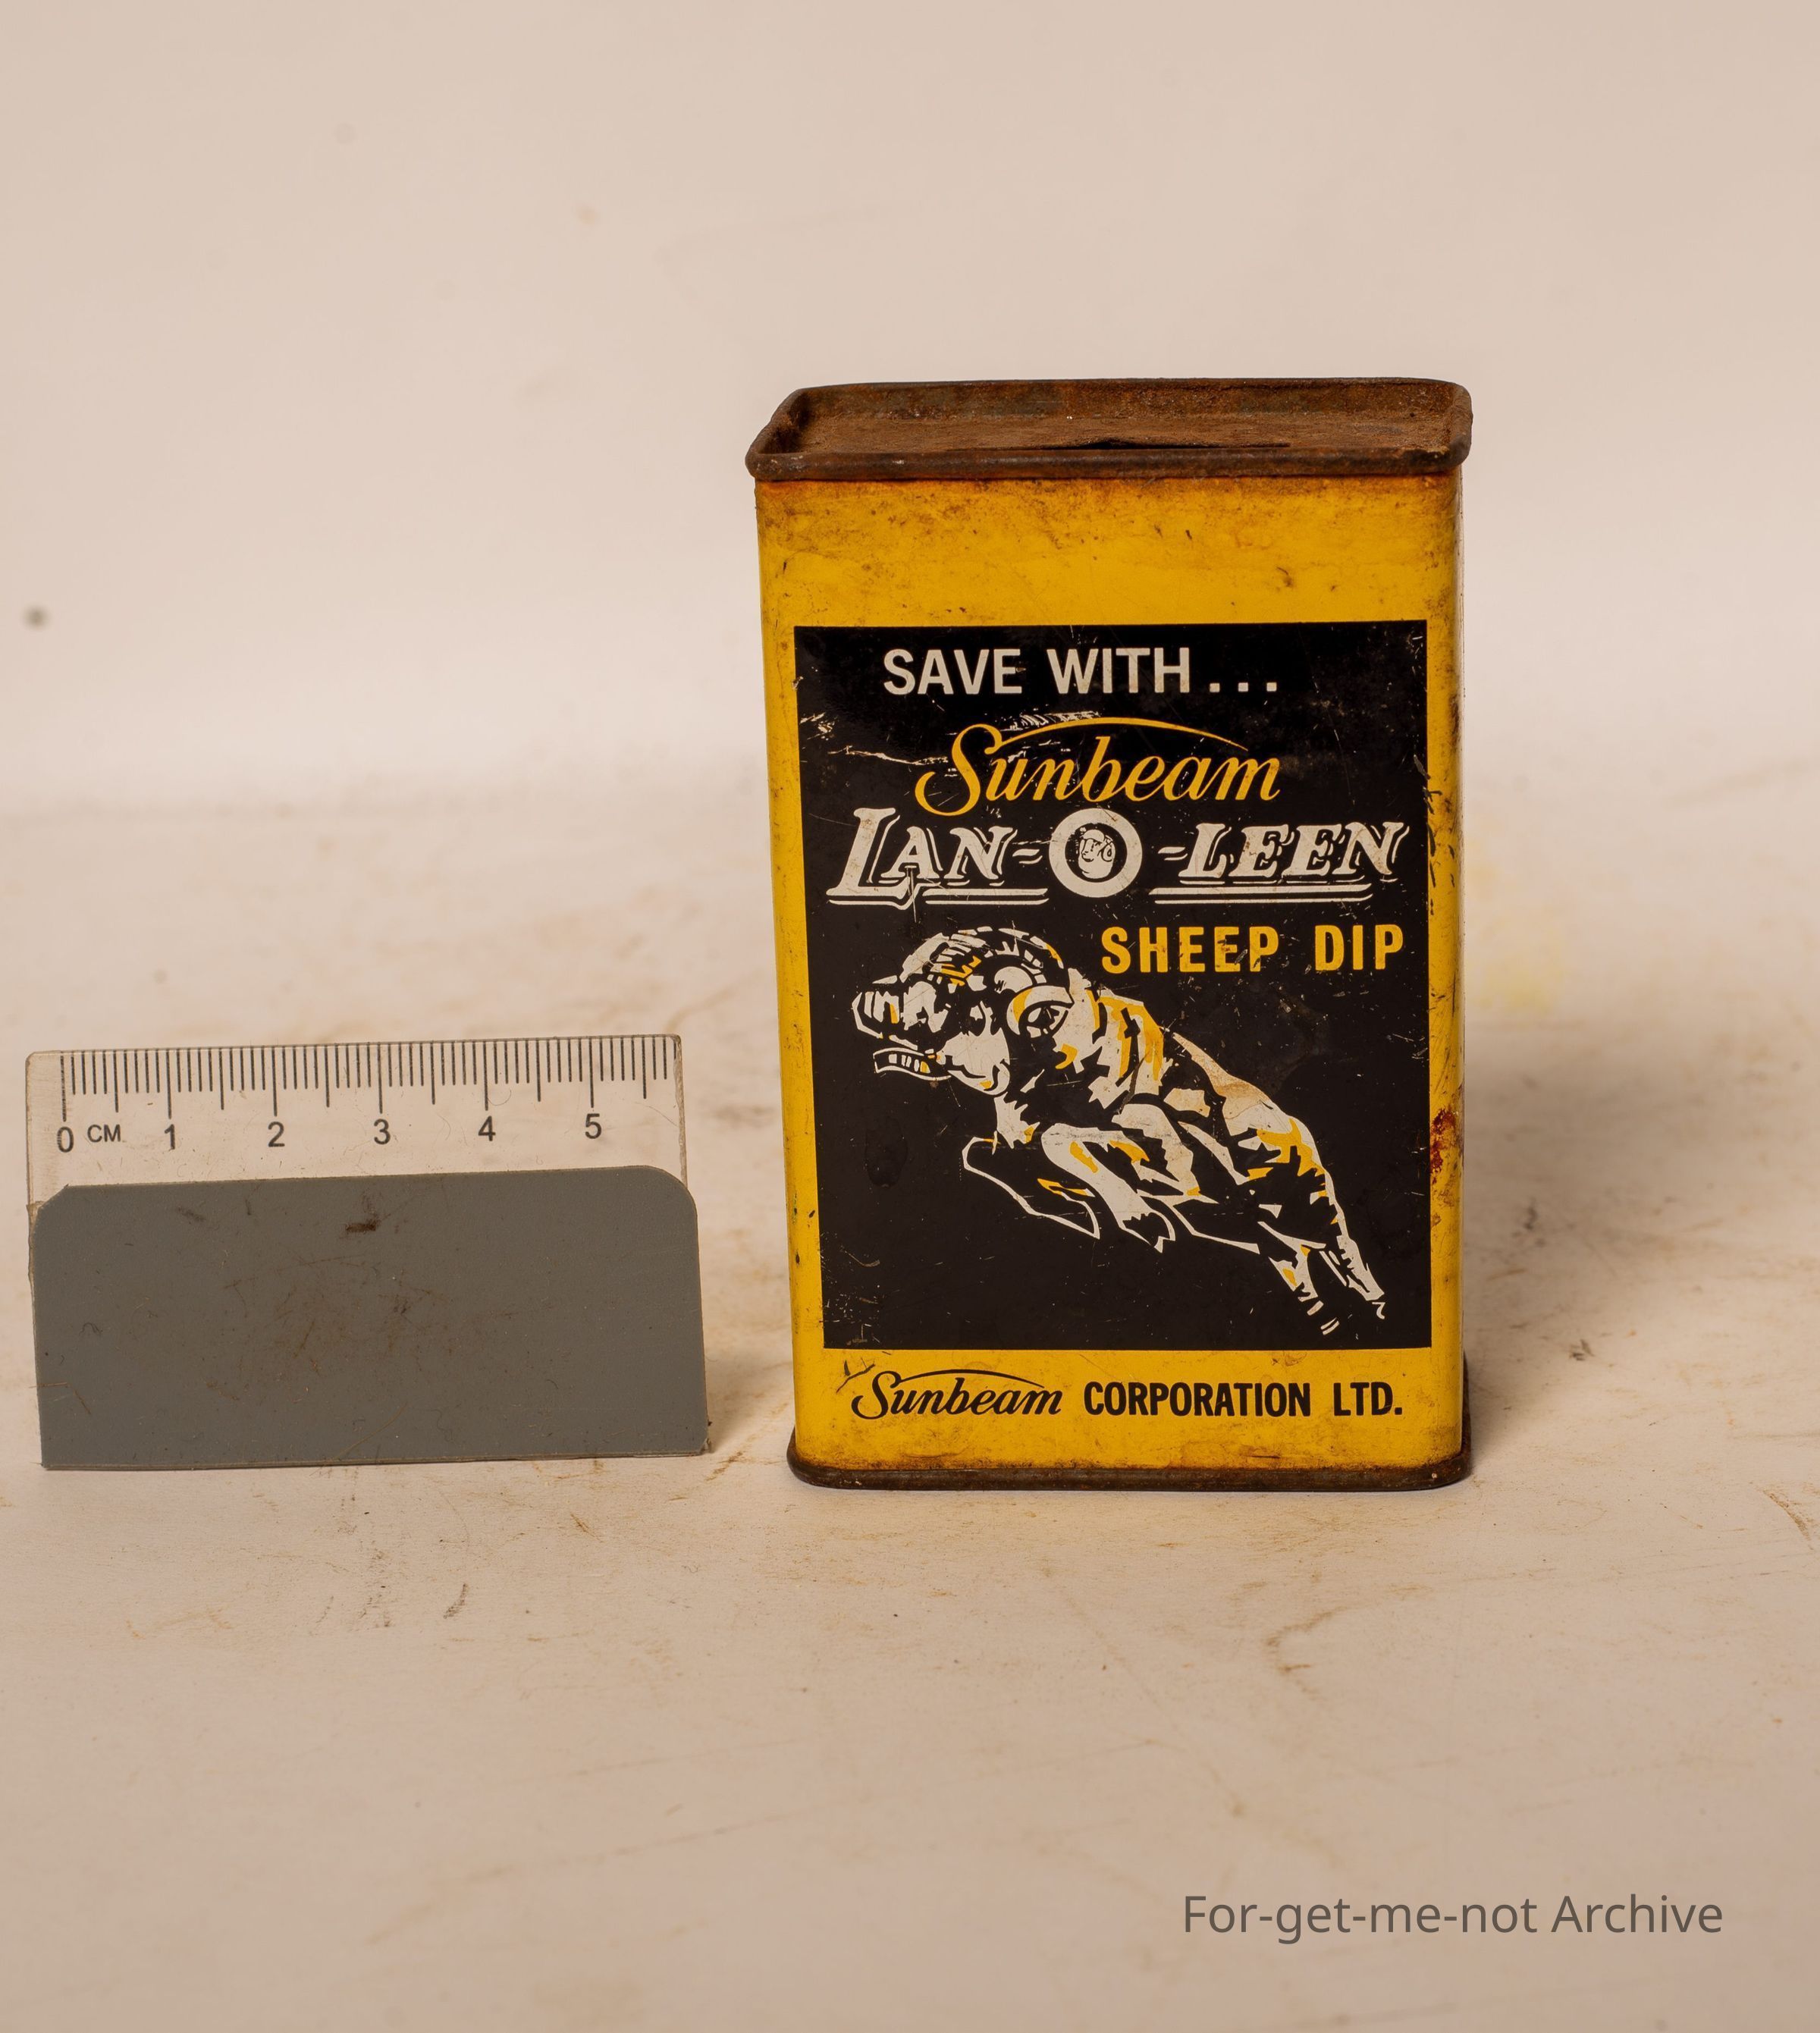 SAVE WITH...
Sunbeam
LAN-O-LEEN
SHEEP DIP
Sunbeam CORPORATION LTD.
0 CM 1 2 3 4 5
For-get-me-not Archive